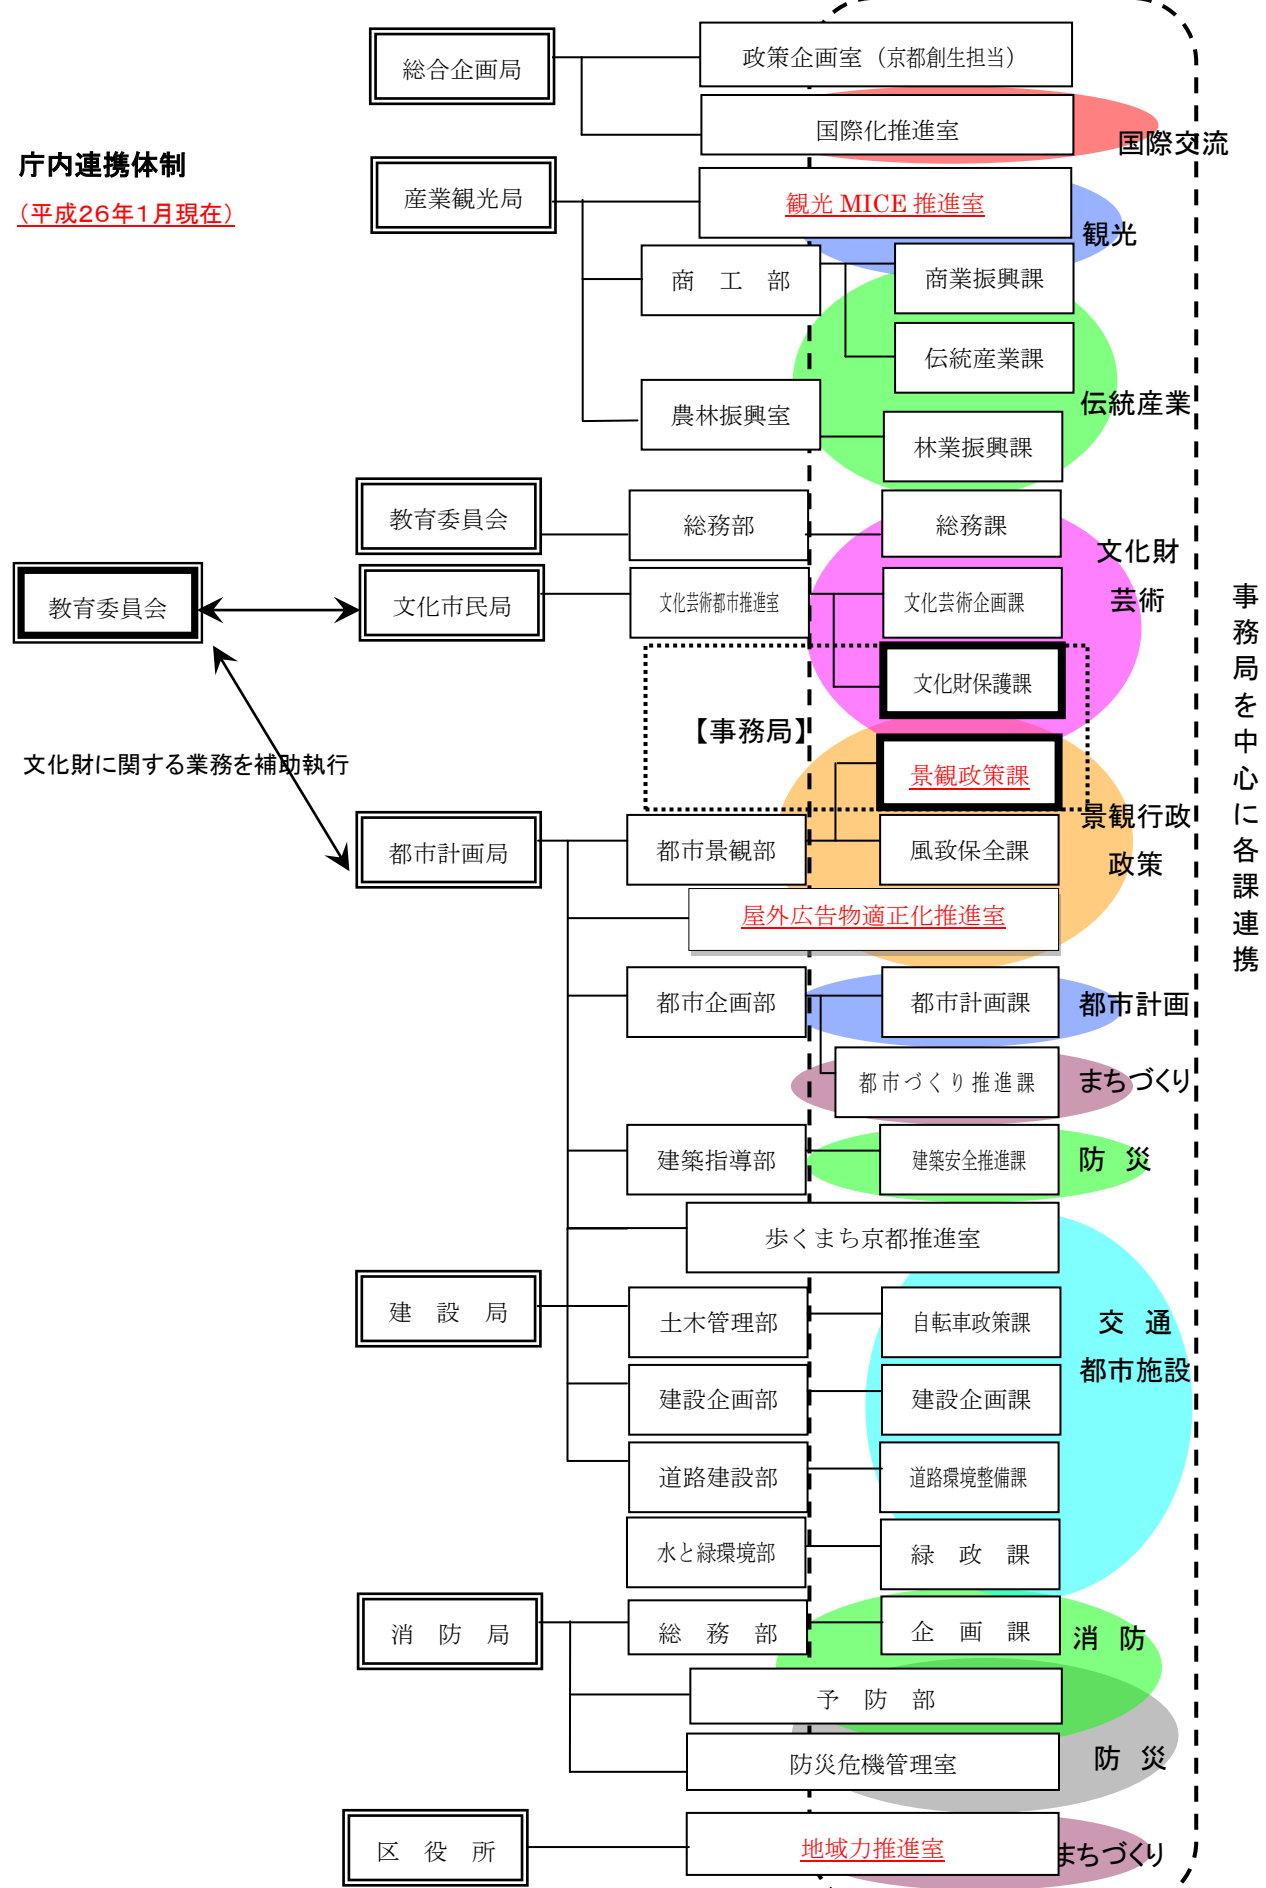 総合企画局
政策企画室（京都創生担当）
国際化推進室
国際交流
庁内連携体制
（平成26年1月現在）
産業観光局
観光 MICE 推進室
観光
商　工　部
商業振興課
伝統産業課
伝統産業
農林振興室
林業振興課
教育委員会
総務部
総務課
文化財
芸術
教育委員会
文化市民局
文化芸術都市推進室
文化芸術企画課
文化財保護課
【事務局】
景観政策課
文化財に関する業務を補助執行
景観行政
政策
都市計画局
都市景観部
風致保全課
屋外広告物適正化推進室
都市企画部
都市計画課
都市計画
都市づくり推進課
まちづくり
建築指導部
建築安全推進課
防　災
歩くまち京都推進室
建　設　局
土木管理部
自転車政策課
交　通
都市施設
建設企画部
建設企画課
道路建設部
道路環境整備課
水と緑環境部
緑　政　課
消　防　局
総　務　部
企　画　課
消　防
予　防　部
防災危機管理室
防　災
区　役　所
地域力推進室
まちづくり
事務局を中心に各課連携